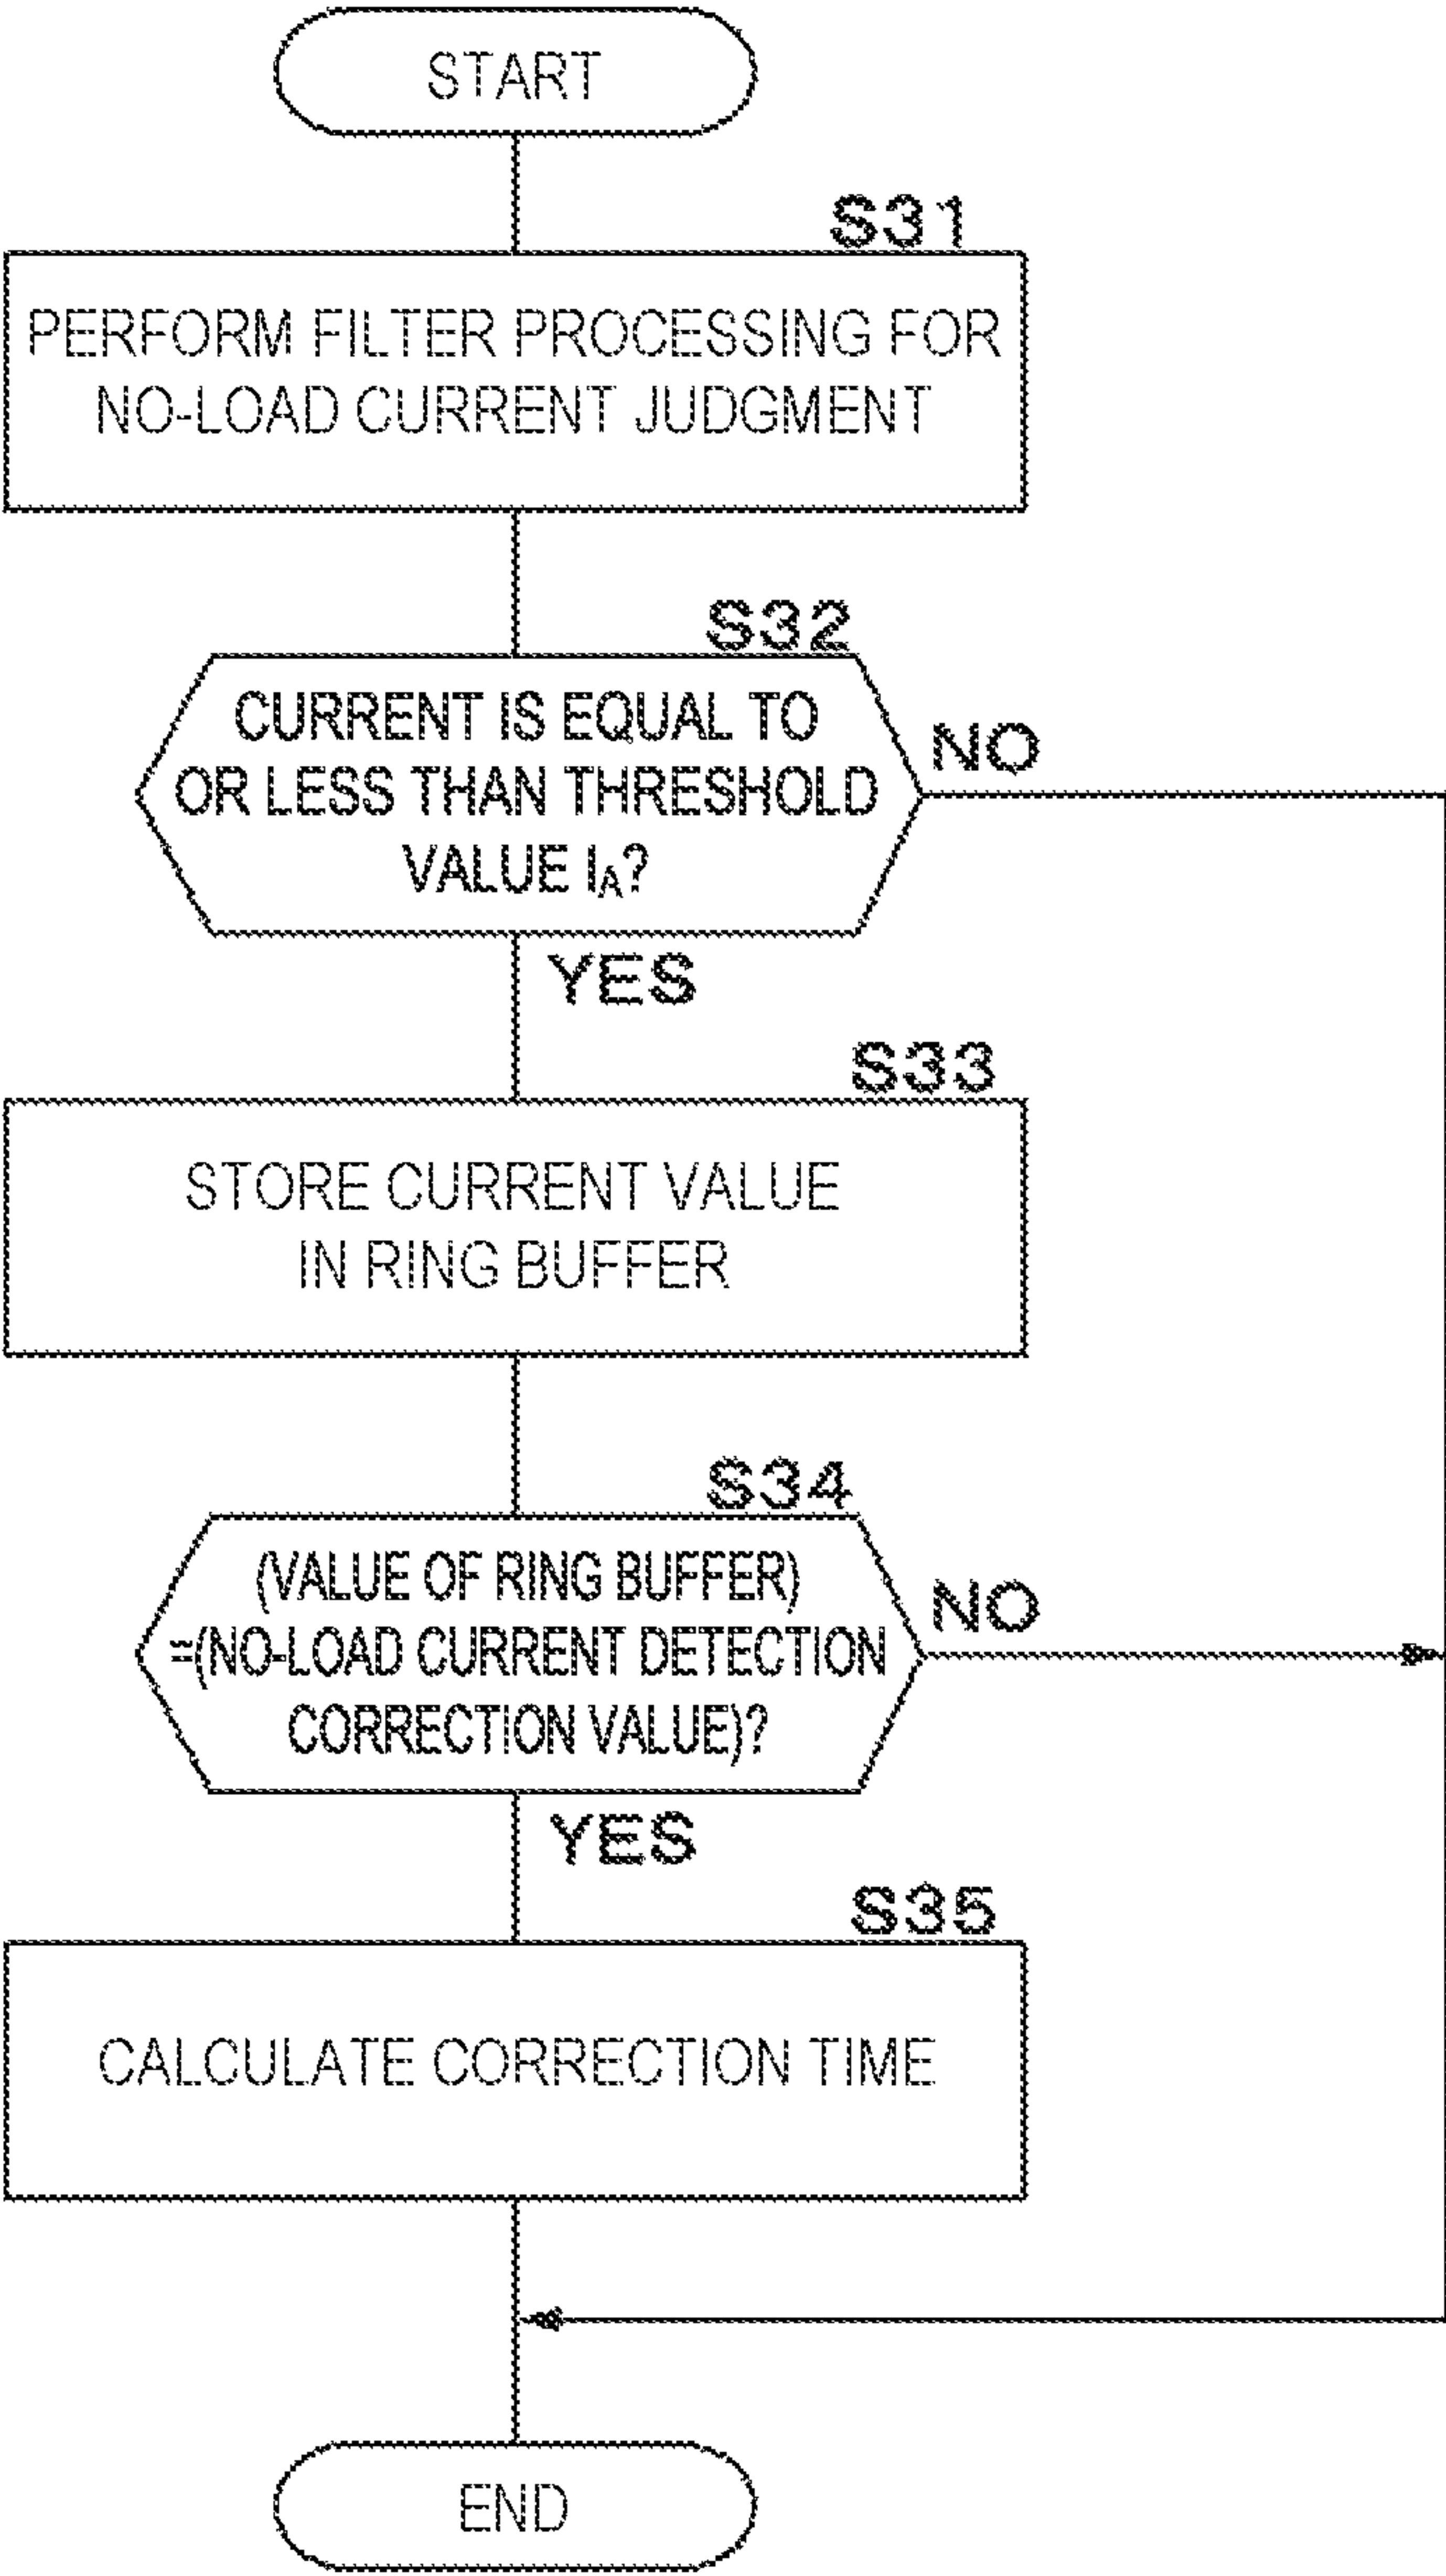 START
S31
PERFORM FILTER PROCESSING FOR
NO-LOAD CURRENT JUDGMENT
S32
CURRENT IS EQUAL TO
OR LESS THAN THRESHOLD
VALUE IA?
NO
YES
S33
STORE CURRENT VALUE
IN RING BUFFER
S34
(VALUE OF RING BUFFER)
=(NO-LOAD CURRENT DETECTION
CORRECTION VALUE)?
NO
YES
S35
CALCULATE CORRECTION TIME
END